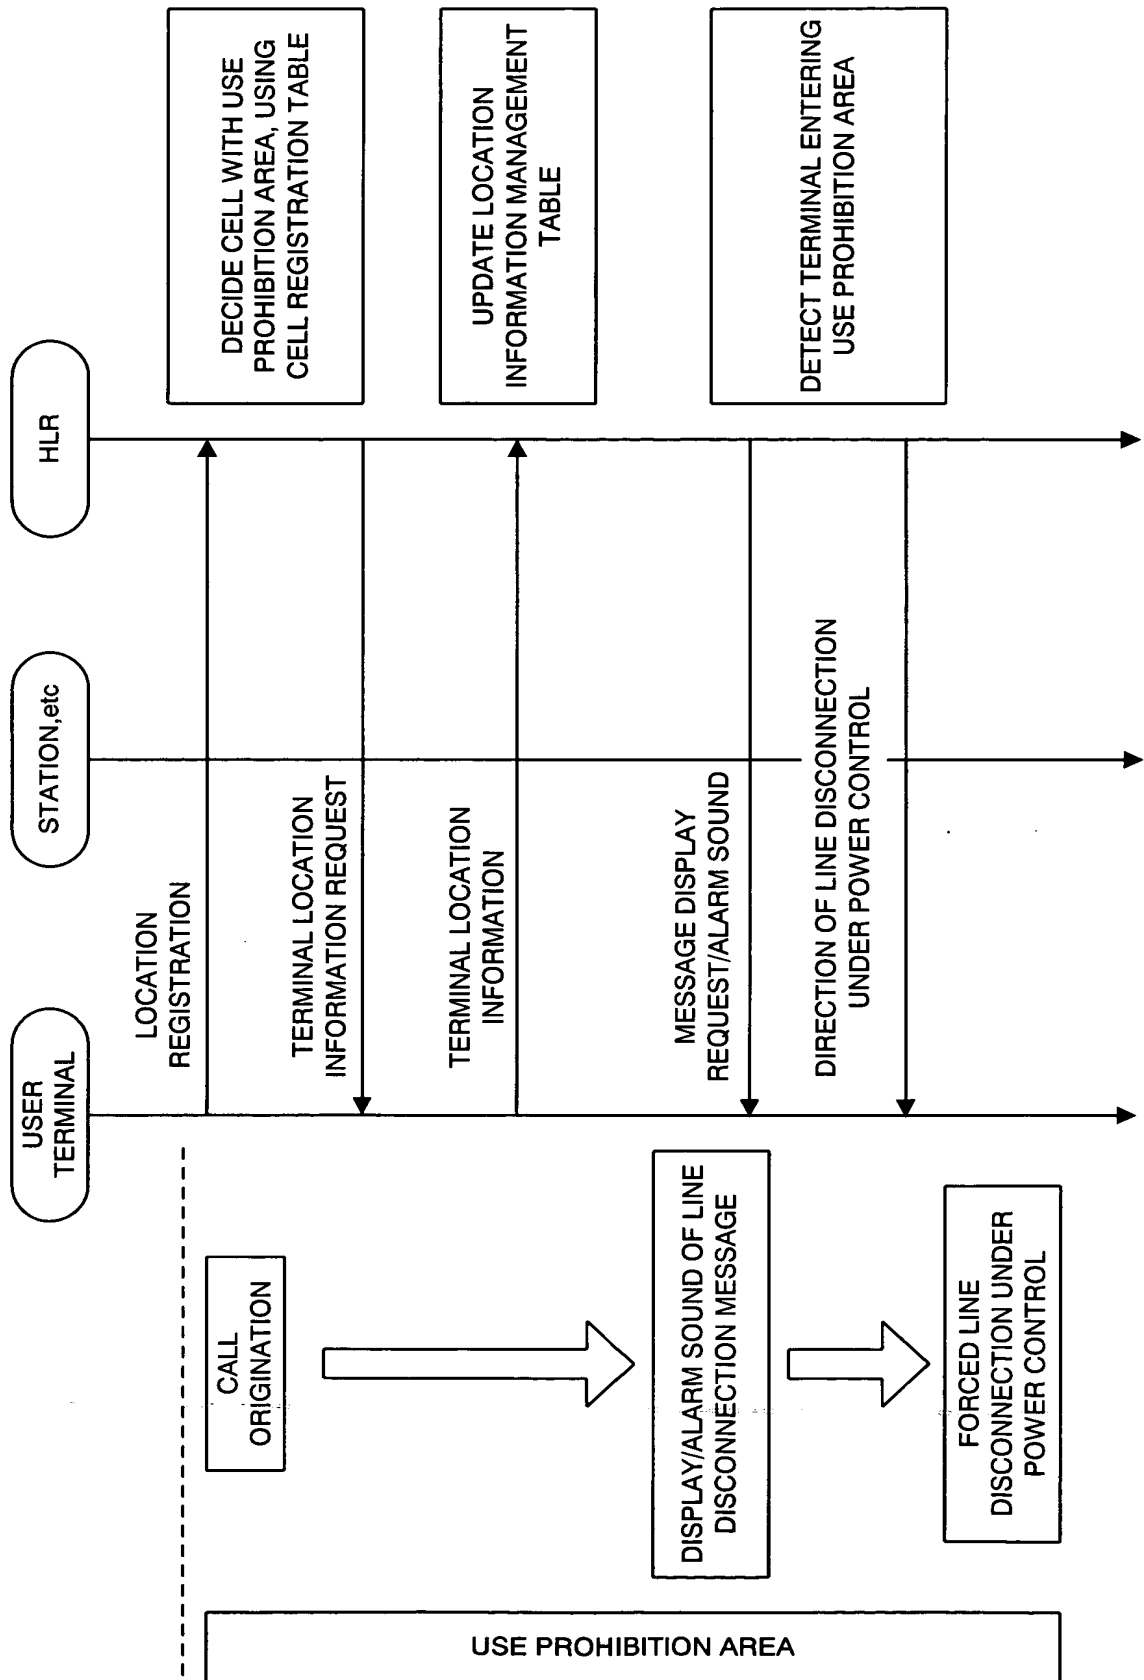 USER
TERMINAL
STATION,etc
HLR
CALL
ORIGINATION
LOCATION
REGISTRATION
DECIDE CELL WITH USE
PROHIBITION AREA, USING
CELL REGISTRATION TABLE
TERMINAL LOCATION
INFORMATION REQUEST
TERMINAL LOCATION
INFORMATION
UPDATE LOCATION
INFORMATION MANAGEMENT
TABLE
DISPLAY/ALARM SOUND OF LINE
DISCONNECTION MESSAGE
MESSAGE DISPLAY
REQUEST/ALARM SOUND
DETECT TERMINAL ENTERING
USE PROHIBITION AREA
DIRECTION OF LINE DISCONNECTION
UNDER POWER CONTROL
FORCED LINE
DISCONNECTION UNDER
POWER CONTROL
USE PROHIBITION AREA